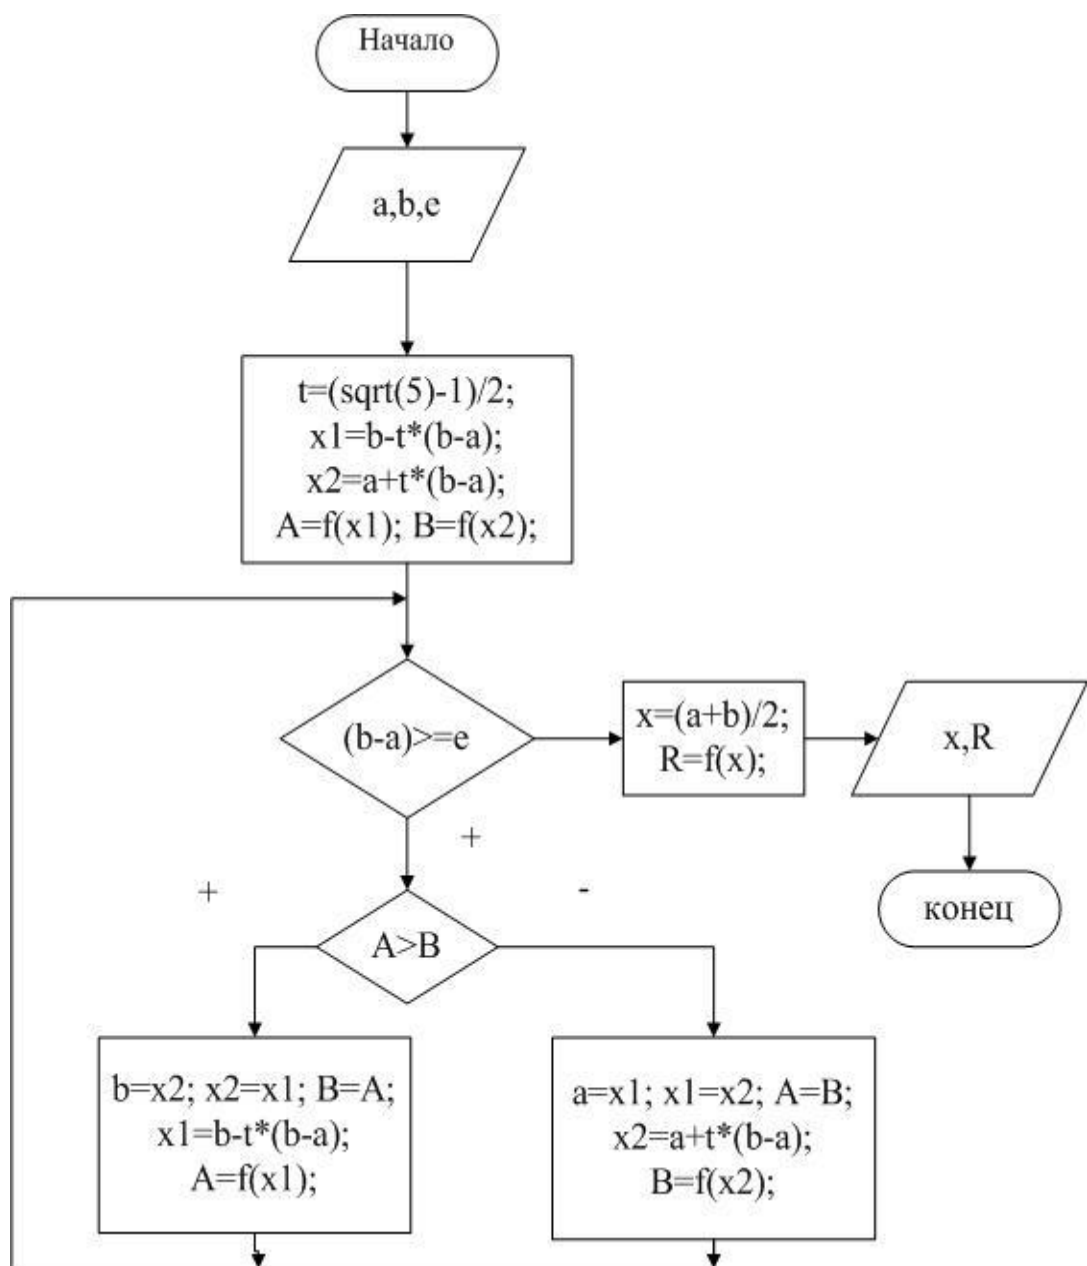 Начало
a,b,e
t=(sqrt(5)-1)/2;
x1=b-t*(b-a);
x2=a+t*(b-a);
A=f(x1); B=f(x2);
(b-a)>=e
x=(a+b)/2;
R=f(x);
x,R
+
+
-
конец
A>B
b=x2; x2=x1; B=A;
x1=b-t*(b-a);
A=f(x1);
a=x1; x1=x2; A=B;
x2=a+t*(b-a);
B=f(x2);